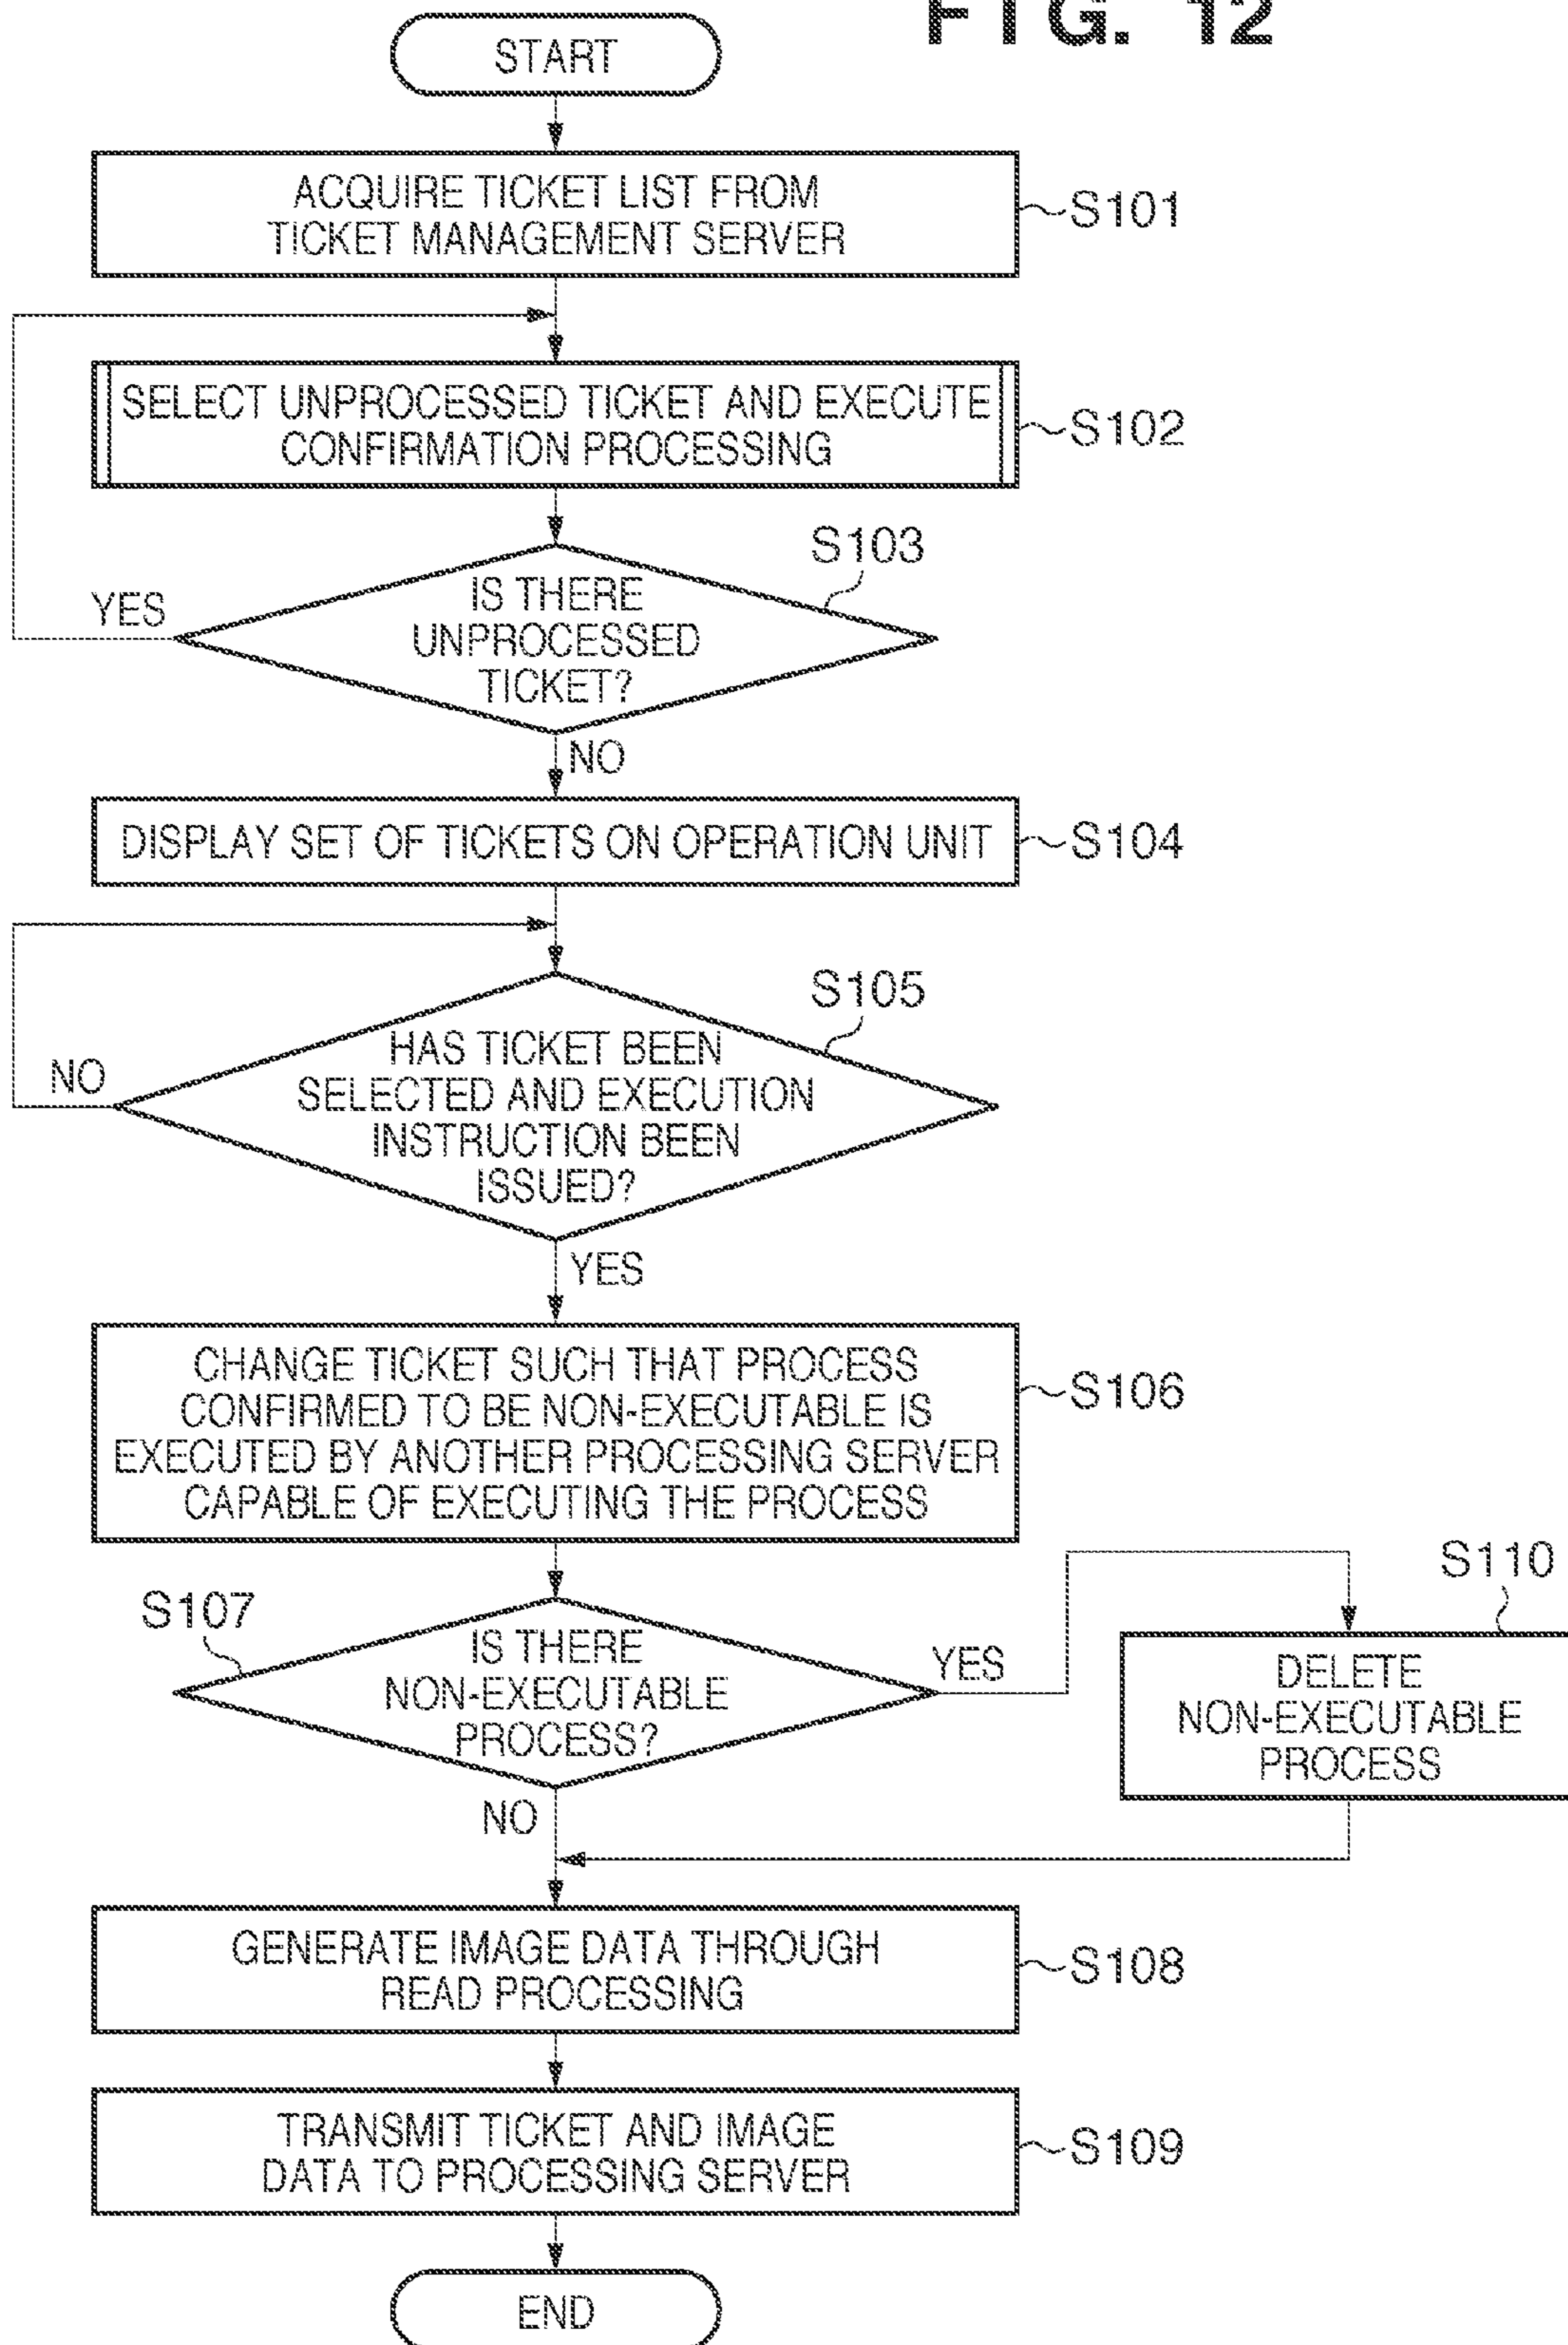 FIG. 12
START
ACQUIRE TICKET LIST FROM
TICKET MANAGEMENT SERVER
S101
SELECT UNPROCESSED TICKET AND EXECUTE
CONFIRMATION PROCESSING
S102
S103
IS THERE
UNPROCESSED
TICKET?
YES
NO
DISPLAY SET OF TICKETS ON OPERATION UNIT
S104
S105
HAS TICKET BEEN
SELECTED AND EXECUTION
INSTRUCTION BEEN
ISSUED?
NO
YES
CHANGE TICKET SUCH THAT PROCESS
CONFIRMED TO BE NON-EXECUTABLE IS
EXECUTED BY ANOTHER PROCESSING SERVER
CAPABLE OF EXECUTING THE PROCESS
S106
S107
IS THERE
NON-EXECUTABLE
PROCESS?
YES
NO
S110
DELETE
NON-EXECUTABLE
PROCESS
GENERATE IMAGE DATA THROUGH
READ PROCESSING
S108
TRANSMIT TICKET AND IMAGE
DATA TO PROCESSING SERVER
S109
END